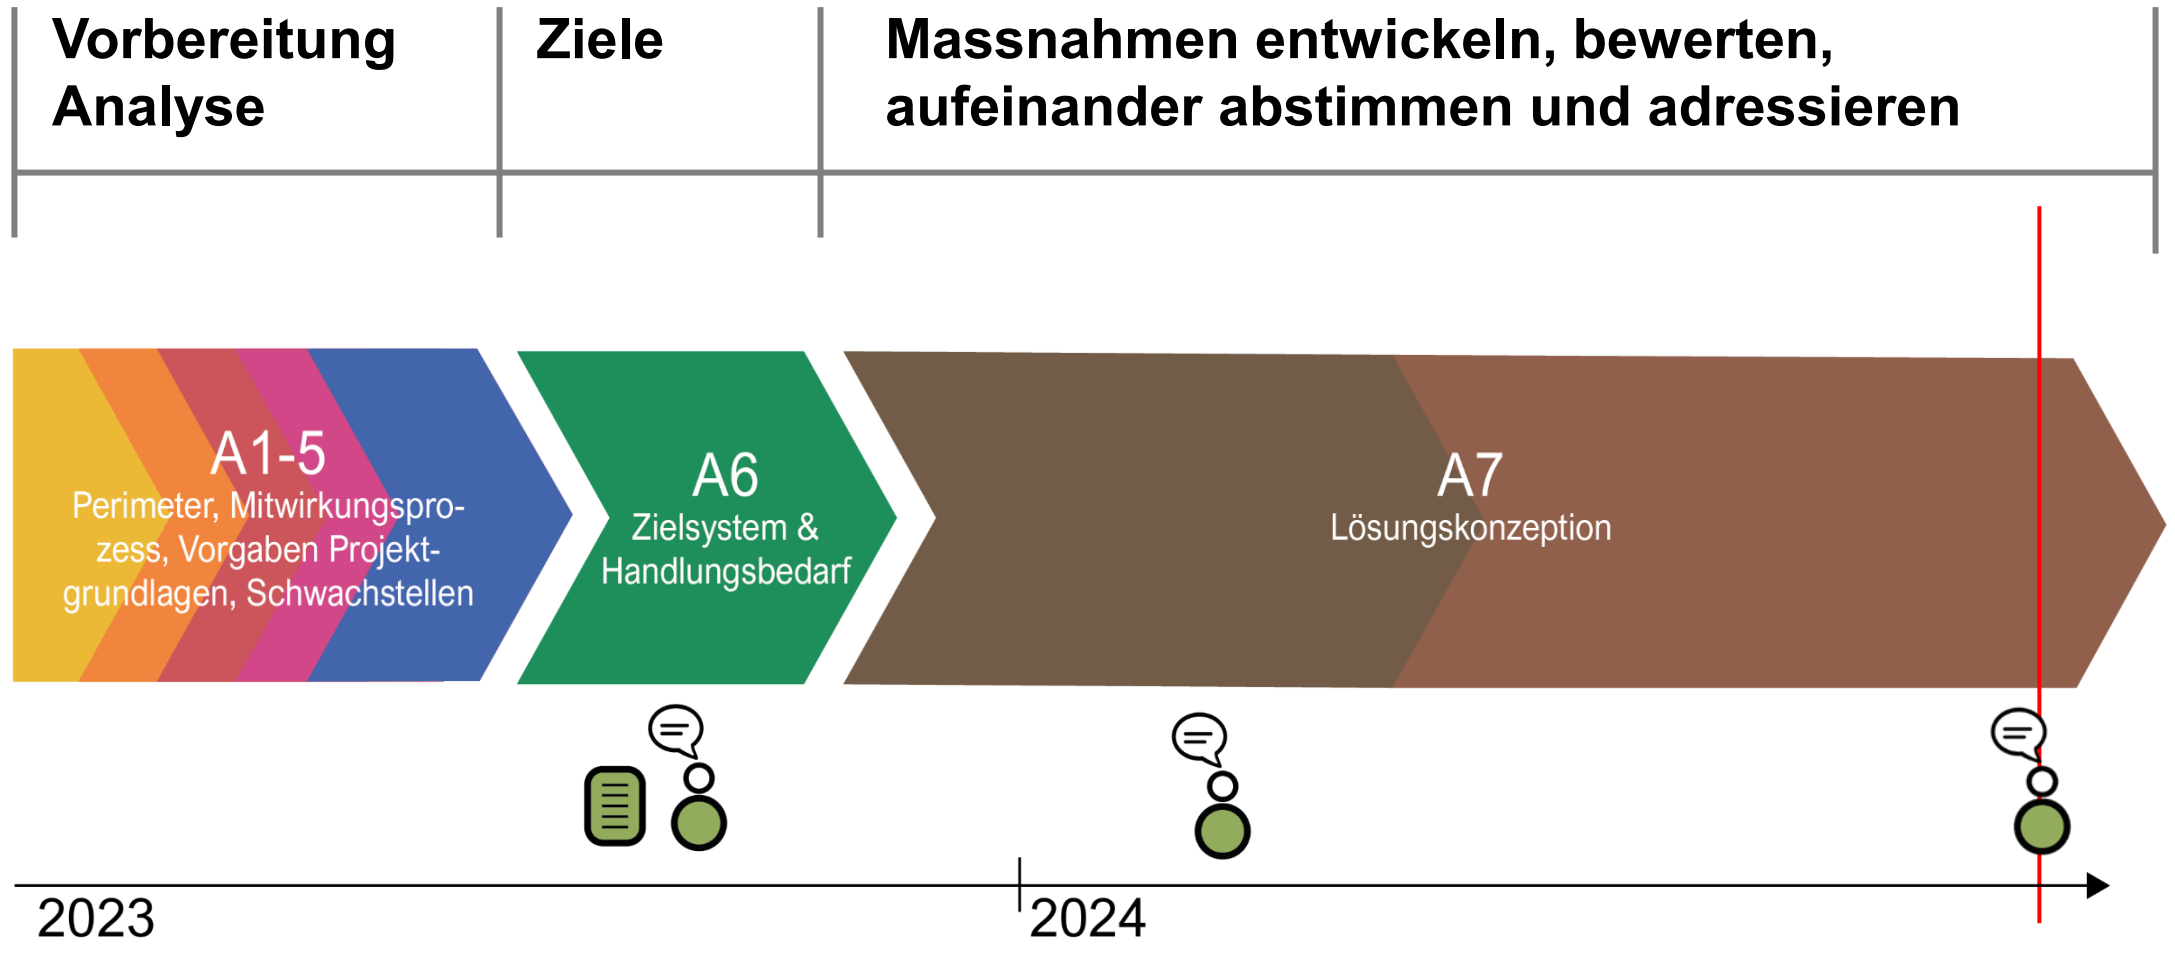 Vorbereitung
Analyse
Ziele
Massnahmen entwickeln, bewerten,
aufeinander abstimmen und adressieren
A1-5
Perimeter, Mitwirkungspro-
zess, Vorgaben Projekt-
grundlagen, Schwachstellen
A6
Zielsystem &
Handlungsbedarf
A7
Lösungskonzeption
2023
2024